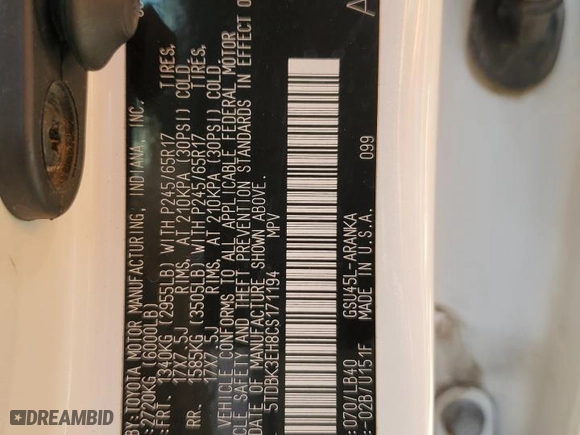 BY: TOYOTA MOTOR MANUFACTURING, INDIANA, INC.
2720KG (6000LB)
FRT. 1340KG (2955LB) WITH P245/65R17 TIRES,
17X7.5J RIMS, AT 210KPA (30PSI) COLD
RR. 1595KG (3505LB) WITH P245/65R17 TIRES,
17X7.5J RIMS, AT 210KPA (30PSI) COLD.
VEHICLE CONFORMS TO ALL APPLICABLE FEDERAL MOTOR
VEHICLE SAFETY AND THEFT PREVENTION STANDARDS IN EFFECT
OF MANUFACTURE SHOWN ABOVE.
5TDBK3EH8CS171194 MPV
A
070/LB40 GSU45L-ARANKA 099
-02B/U151F MADE IN U.S.A.
DREAMBID